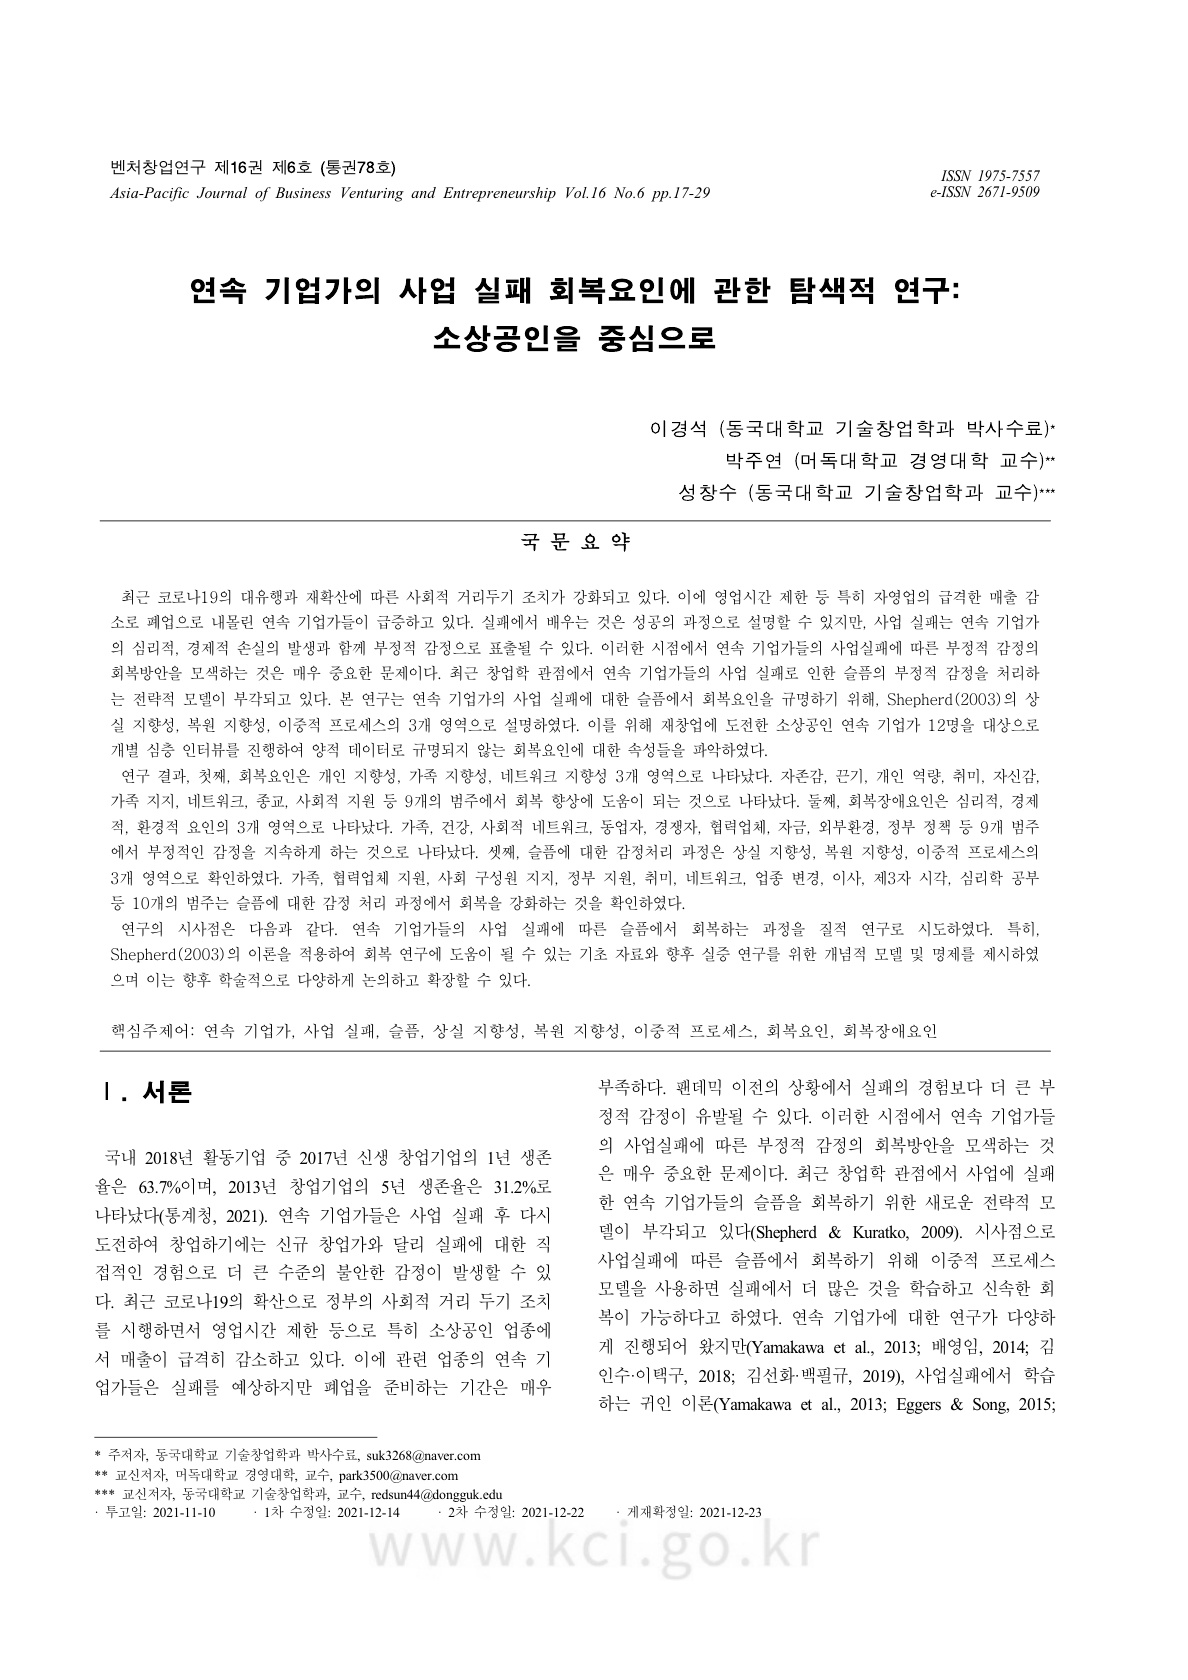 벤처창업연구 제16권 제6호 (통권78호)
Asia-Pacific Journal of Business Venturing and Entrepreneurship Vol.16 No.6 pp.17-29
ISSN 1975-7557
e-ISSN 2671-9509
연속 기업가의 사업 실패 회복요인에 관한 탐색적 연구:
소상공인을 중심으로
이경석 (동국대학교 기술창업학과 박사수료)*
박주연 (머독대학교 경영대학 교수)**
성창수 (동국대학교 기술창업학과 교수)***
국 문 요 약
최근 코로나19의 대유행과 재확산에 따른 사회적 거리두기 조치가 강화되고 있다. 이에 영업시간 제한 등 특히 자영업의 급격한 매출 감
소로 폐업으로 내몰린 연속 기업가들이 급증하고 있다. 실패에서 배우는 것은 성공의 과정으로 설명할 수 있지만, 사업 실패는 연속 기업가
의 심리적, 경제적 손실의 발생과 함께 부정적 감정으로 표출될 수 있다. 이러한 시점에서 연속 기업가들의 사업실패에 따른 부정적 감정의
회복방안을 모색하는 것은 매우 중요한 문제이다. 최근 창업학 관점에서 연속 기업가들의 사업 실패로 인한 슬픔의 부정적 감정을 처리하
는 전략적 모델이 부각되고 있다. 본 연구는 연속 기업가의 사업 실패에 대한 슬픔에서 회복요인을 규명하기 위해, Shepherd(2003)의 상
실 지향성, 복원 지향성, 이중적 프로세스의 3개 영역으로 설명하였다. 이를 위해 재창업에 도전한 소상공인 연속 기업가 12명을 대상으로
개별 심층 인터뷰를 진행하여 양적 데이터로 규명되지 않는 회복요인에 대한 속성들을 파악하였다.
연구 결과, 첫째, 회복요인은 개인 지향성, 가족 지향성, 네트워크 지향성 3개 영역으로 나타났다. 자존감, 끈기, 개인 역량, 취미, 자신감,
가족 지지, 네트워크, 종교, 사회적 지원 등 9개의 범주에서 회복 향상에 도움이 되는 것으로 나타났다. 둘째, 회복장애요인은 심리적, 경제
적, 환경적 요인의 3개 영역으로 나타났다. 가족, 건강, 사회적 네트워크, 동업자, 경쟁자, 협력업체, 자금, 외부환경, 정부 정책 등 9개 범주
에서 부정적인 감정을 지속하게 하는 것으로 나타났다. 셋째, 슬픔에 대한 감정처리 과정은 상실 지향성, 복원 지향성, 이중적 프로세스의
3개 영역으로 확인하였다. 가족, 협력업체 지원, 사회 구성원 지지, 정부 지원, 취미, 네트워크, 업종 변경, 이사, 제3자 시각, 심리학 공부
등 10개의 범주는 슬픔에 대한 감정 처리 과정에서 회복을 강화하는 것을 확인하였다.
연구의 시사점은 다음과 같다. 연속 기업가들의 사업 실패에 따른 슬픔에서 회복하는 과정을 질적 연구로 시도하였다. 특히,
Shepherd(2003)의 이론을 적용하여 회복 연구에 도움이 될 수 있는 기초 자료와 향후 실증 연구를 위한 개념적 모델 및 명제를 제시하였
으며 이는 향후 학술적으로 다양하게 논의하고 확장할 수 있다.
핵심주제어: 연속 기업가, 사업 실패, 슬픔, 상실 지향성, 복원 지향성, 이중적 프로세스, 회복요인, 회복장애요인
Ⅰ. 서론
국내 2018년 활동기업 중 2017년 신생 창업기업의 1년 생존
율은 63.7%이며, 2013년 창업기업의 5년 생존율은 31.2%로
나타났다(통계청, 2021). 연속 기업가들은 사업 실패 후 다시
도전하여 창업하기에는 신규 창업가와 달리 실패에 대한 직
접적인 경험으로 더 큰 수준의 불안한 감정이 발생할 수 있
다. 최근 코로나19의 확산으로 정부의 사회적 거리 두기 조치
를 시행하면서 영업시간 제한 등으로 특히 소상공인 업종에
서 매출이 급격히 감소하고 있다. 이에 관련 업종의 연속 기
업가들은 실패를 예상하지만 폐업을 준비하는 기간은 매우
부족하다. 팬데믹 이전의 상황에서 실패의 경험보다 더 큰 부
정적 감정이 유발될 수 있다. 이러한 시점에서 연속 기업가들
의 사업실패에 따른 부정적 감정의 회복방안을 모색하는 것
은 매우 중요한 문제이다. 최근 창업학 관점에서 사업에 실패
한 연속 기업가들의 슬픔을 회복하기 위한 새로운 전략적 모
델이 부각되고 있다(Shepherd & Kuratko, 2009). 시사점으로
사업실패에 따른 슬픔에서 회복하기 위해 이중적 프로세스
모델을 사용하면 실패에서 더 많은 것을 학습하고 신속한 회
복이 가능하다고 하였다. 연속 기업가에 대한 연구가 다양하
게 진행되어 왔지만(Yamakawa et al., 2013; 배영임, 2014; 김
인수·이택구, 2018; 김선화·백필규, 2019), 사업실패에서 학습
하는 귀인 이론(Yamakawa et al., 2013; Eggers & Song, 2015;
* 주저자, 동국대학교 기술창업학과 박사수료, suk3268@naver.com
** 교신저자, 머독대학교 경영대학, 교수, park3500@naver.com
*** 교신저자, 동국대학교 기술창업학과, 교수, redsun44@dongguk.edu
· 투고일: 2021-11-10 · 1차 수정일: 2021-12-14 · 2차 수정일: 2021-12-22 · 게재확정일: 2021-12-23
www.kci.go.kr